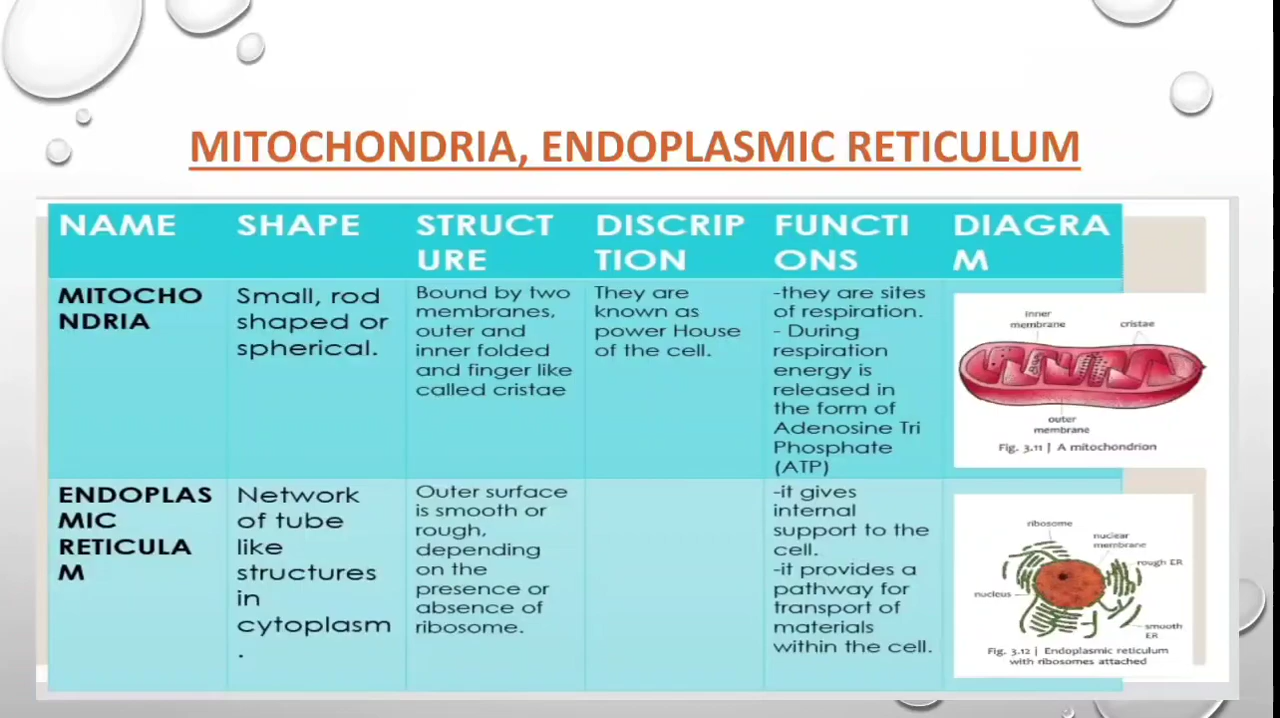 MITOCHONDRIA, ENDOPLASMIC RETICULUM
NAME
SHAPE
STRUCT
URE
DISCRIP
TION
FUNCTI
ONS
DIAGRA
M
MITOCHO
NDRIA
Small, rod
shaped or
spherical.
Bound by two
membranes,
outer and
inner folded
and finger like
called cristae
They are
known as
power House
of the cell.
-they are sites
of respiration.
- During
respiration
energy is
released in
the form of
Adenosine Tri
Phosphate
(ATP)
inner
membrane
cristae
outer
membrane
Fig. 3.11 | A mitochondrion
ENDOPLAS
MIC
RETICULA
M
Network
of tube
like
structures
in
cytoplasm
.
Outer surface
is smooth or
rough,
depending
on the
presence or
absence of
ribosome.
-it gives
internal
support to the
cell.
-it provides a
pathway for
transport of
materials
within the cell.
ribosome
nuclear
membrane
rough ER
nucleus
smooth
ER
Fig. 3.12 | Endoplasmic reticulum
with ribosomes attached